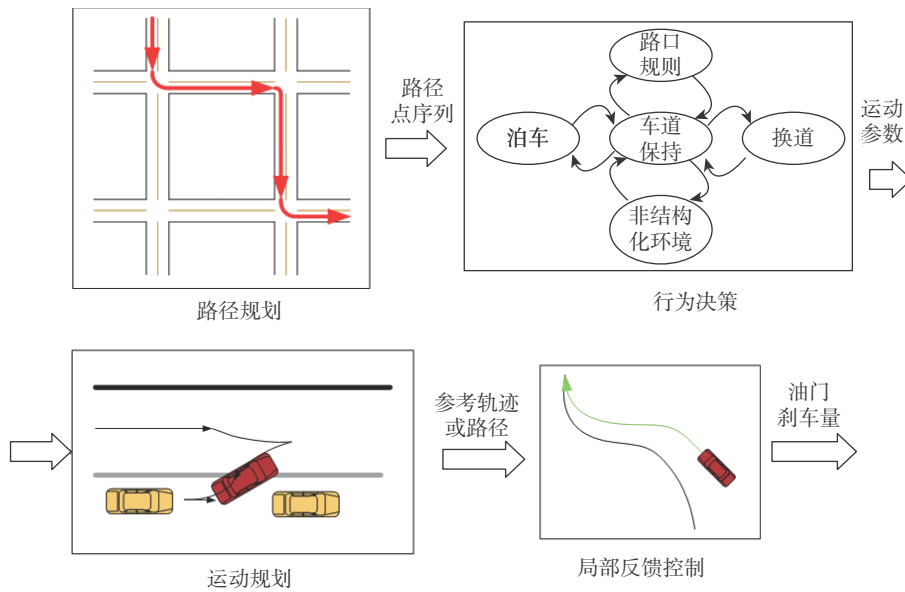 路口
规则
路径
点序列
泊车
车道
保持
换道
运动
参数
非结构
化环境
路径规划
行为决策
参考轨迹
或路径
油门
刹车量
运动规划
局部反馈控制